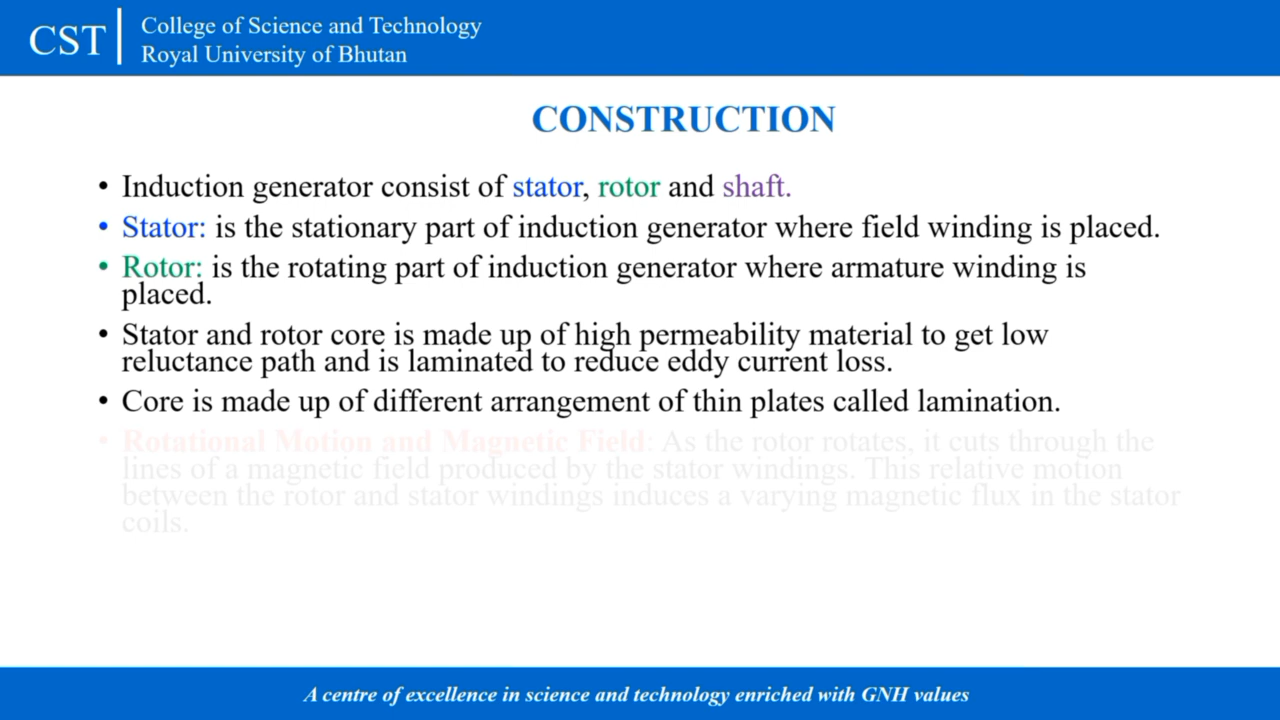 CST
College of Science and Technology
Royal University of Bhutan
CONSTRUCTION
• Induction generator consist of stator, rotor and shaft.
• Stator: is the stationary part of induction generator where field winding is placed.
• Rotor: is the rotating part of induction generator where armature winding is
placed.
• Stator and rotor core is made up of high permeability material to get low
reluctance path and is laminated to reduce eddy current loss.
• Core is made up of different arrangement of thin plates called lamination.
• Rotational Motion and Magnetic Field: As the rotor rotates, it cuts through the
lines of a magnetic field produced by the stator windings. This relative motion
between the rotor and stator windings induces a varying magnetic flux in the stator
coils.
A centre of excellence in science and technology enriched with GNH values